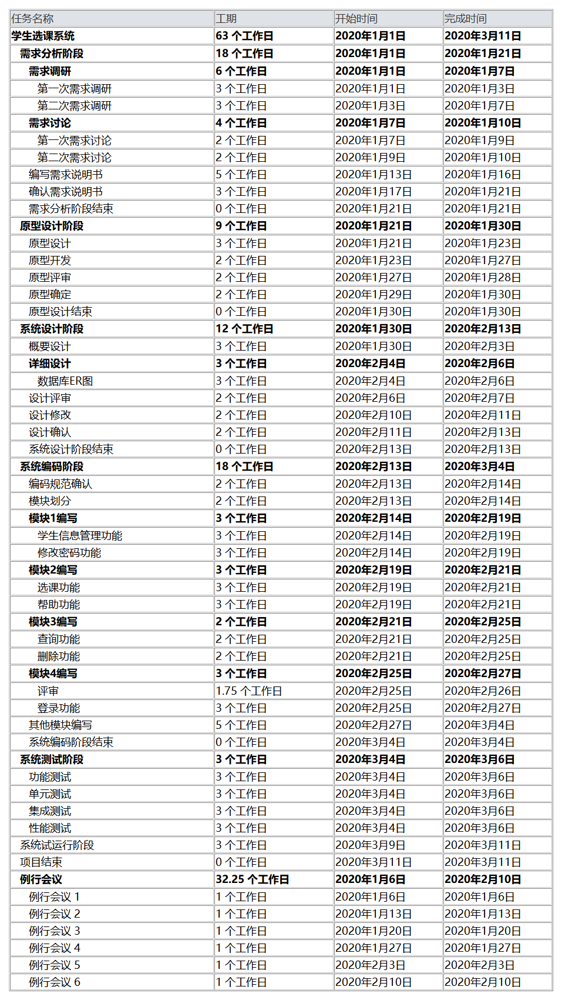 任务名称 工期 开始时间 完成时间
学生选课系统 63 个工作日 2020年1月1日 2020年3月11日
需求分析阶段 18 个工作日 2020年1月1日 2020年1月21日
需求调研 6 个工作日 2020年1月1日 2020年1月7日
第一次需求调研 3 个工作日 2020年1月1日 2020年1月3日
第二次需求调研 3 个工作日 2020年1月3日 2020年1月7日
需求讨论 4 个工作日 2020年1月7日 2020年1月10日
第一次需求讨论 2 个工作日 2020年1月7日 2020年1月9日
第二次需求讨论 2 个工作日 2020年1月9日 2020年1月10日
编写需求说明书 5 个工作日 2020年1月13日 2020年1月16日
确认需求说明书 3 个工作日 2020年1月17日 2020年1月21日
需求分析阶段结束 0 个工作日 2020年1月21日 2020年1月21日
原型设计阶段 9 个工作日 2020年1月21日 2020年1月30日
原型设计 3 个工作日 2020年1月21日 2020年1月23日
原型开发 2 个工作日 2020年1月23日 2020年1月27日
原型评审 2 个工作日 2020年1月27日 2020年1月28日
原型确定 2 个工作日 2020年1月29日 2020年1月30日
原型设计结束 0 个工作日 2020年1月30日 2020年1月30日
系统设计阶段 12 个工作日 2020年1月30日 2020年2月13日
概要设计 3 个工作日 2020年1月30日 2020年2月3日
详细设计 3 个工作日 2020年2月4日 2020年2月6日
数据库ER图 3 个工作日 2020年2月4日 2020年2月6日
设计评审 2 个工作日 2020年2月6日 2020年2月7日
设计修改 2 个工作日 2020年2月10日 2020年2月11日
设计确认 2 个工作日 2020年2月11日 2020年2月13日
系统设计阶段结束 0 个工作日 2020年2月13日 2020年2月13日
系统编码阶段 18 个工作日 2020年2月13日 2020年3月4日
编码规范确认 2 个工作日 2020年2月13日 2020年2月14日
模块划分 2 个工作日 2020年2月13日 2020年2月14日
模块1编写 3 个工作日 2020年2月14日 2020年2月19日
学生信息管理功能 3 个工作日 2020年2月14日 2020年2月19日
修改密码功能 3 个工作日 2020年2月14日 2020年2月19日
模块2编写 3 个工作日 2020年2月19日 2020年2月21日
选课功能 3 个工作日 2020年2月19日 2020年2月21日
帮助功能 3 个工作日 2020年2月19日 2020年2月21日
模块3编写 2 个工作日 2020年2月21日 2020年2月25日
查询功能 2 个工作日 2020年2月21日 2020年2月25日
删除功能 2 个工作日 2020年2月21日 2020年2月25日
模块4编写 3 个工作日 2020年2月25日 2020年2月27日
评审 1.75 个工作日 2020年2月25日 2020年2月26日
登录功能 3 个工作日 2020年2月25日 2020年2月27日
其他模块编写 5 个工作日 2020年2月27日 2020年3月4日
系统编码阶段结束 0 个工作日 2020年3月4日 2020年3月4日
系统测试阶段 3 个工作日 2020年3月4日 2020年3月6日
功能测试 3 个工作日 2020年3月4日 2020年3月6日
单元测试 3 个工作日 2020年3月4日 2020年3月6日
集成测试 3 个工作日 2020年3月4日 2020年3月6日
性能测试 3 个工作日 2020年3月4日 2020年3月6日
系统试运行阶段 3 个工作日 2020年3月9日 2020年3月11日
项目结束 0 个工作日 2020年3月11日 2020年3月11日
例行会议 32.25 个工作日 2020年1月6日 2020年2月10日
例行会议 1 1 个工作日 2020年1月6日 2020年1月6日
例行会议 2 1 个工作日 2020年1月13日 2020年1月13日
例行会议 3 1 个工作日 2020年1月20日 2020年1月20日
例行会议 4 1 个工作日 2020年1月27日 2020年1月27日
例行会议 5 1 个工作日 2020年2月3日 2020年2月3日
例行会议 6 1 个工作日 2020年2月10日 2020年2月10日